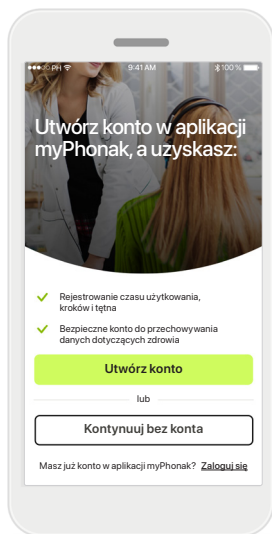 PH 9:41 AM 100 %
Utwórz konto w aplikacji
myPhonak, a uzyskasz:
Rejestrowanie czasu użytkowania,
kroków i tętna
Bezpieczne konto do przechowywania
danych dotyczących zdrowia
Utwórz konto
lub
Kontynuuj bez konta
Masz już konto w aplikacji myPhonak? Zaloguj się